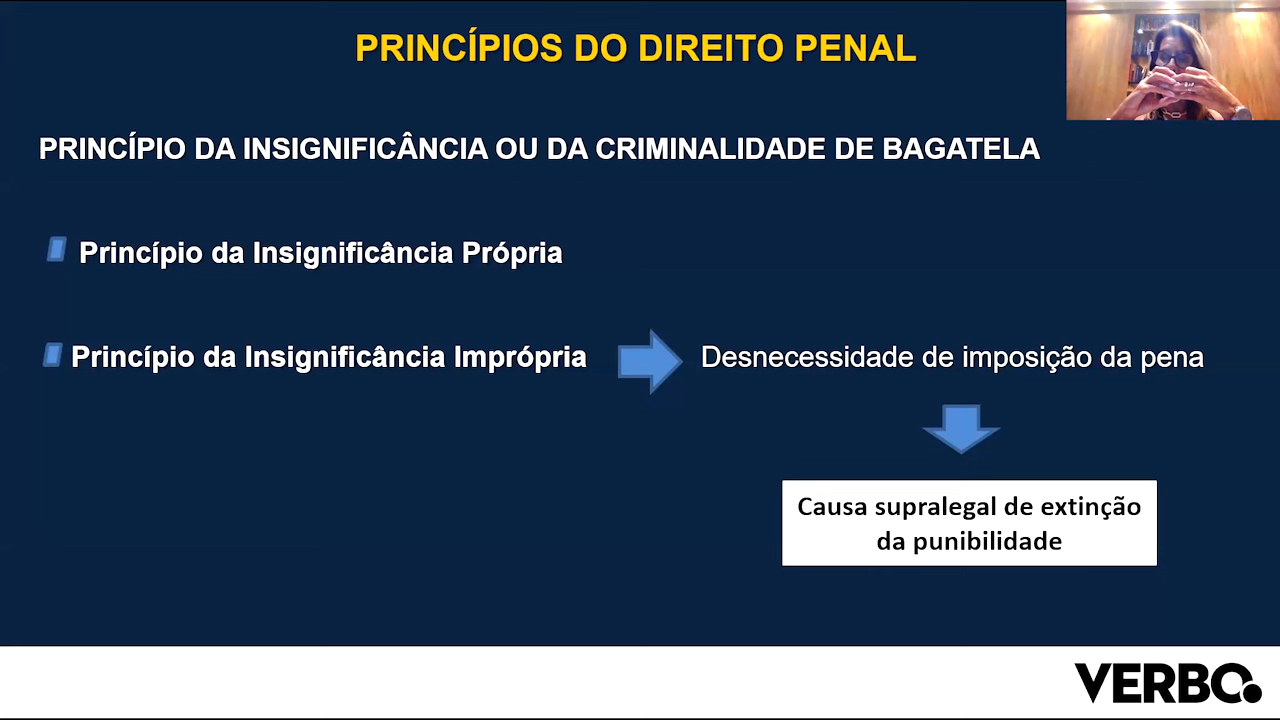 PRINCÍPIOS DO DIREITO PENAL
PRINCÍPIO DA INSIGNIFICÂNCIA OU DA CRIMINALIDADE DE BAGATELA
Princípio da Insignificância Própria
Princípio da Insignificância Imprópria Desnecessidade de imposição da pena
Causa supralegal de extinção
da punibilidade
VERBO.